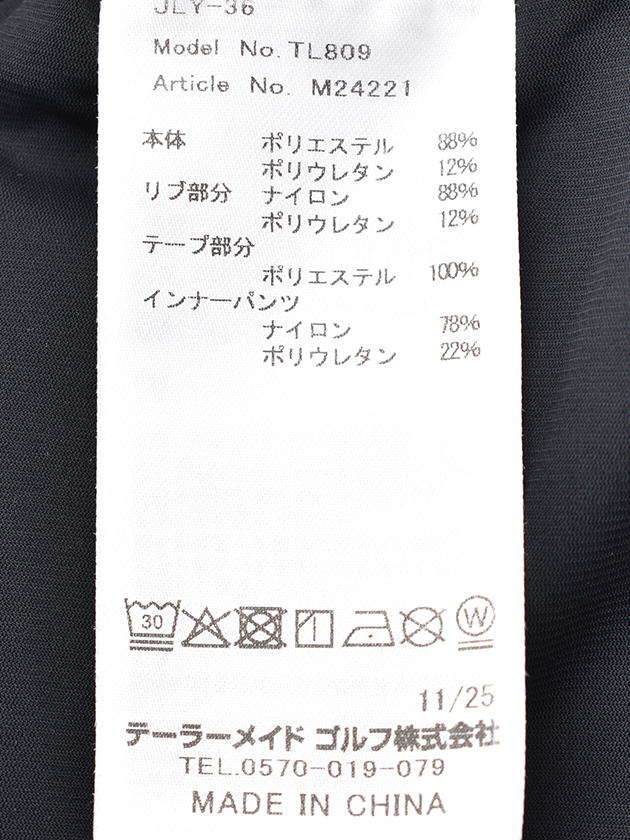 JLY-36
Model No. TL809
Article No. M24221
本体 ポリエステル 88%
ポリウレタン 12%
リブ部分 ナイロン 88%
ポリウレタン 12%
テープ部分
ポリエステル 100%
インナーパンツ
ナイロン 78%
ポリウレタン 22%
30 W
11/25
テーラーメイド ゴルフ株式会社
TEL.0570-019-079
MADE IN CHINA